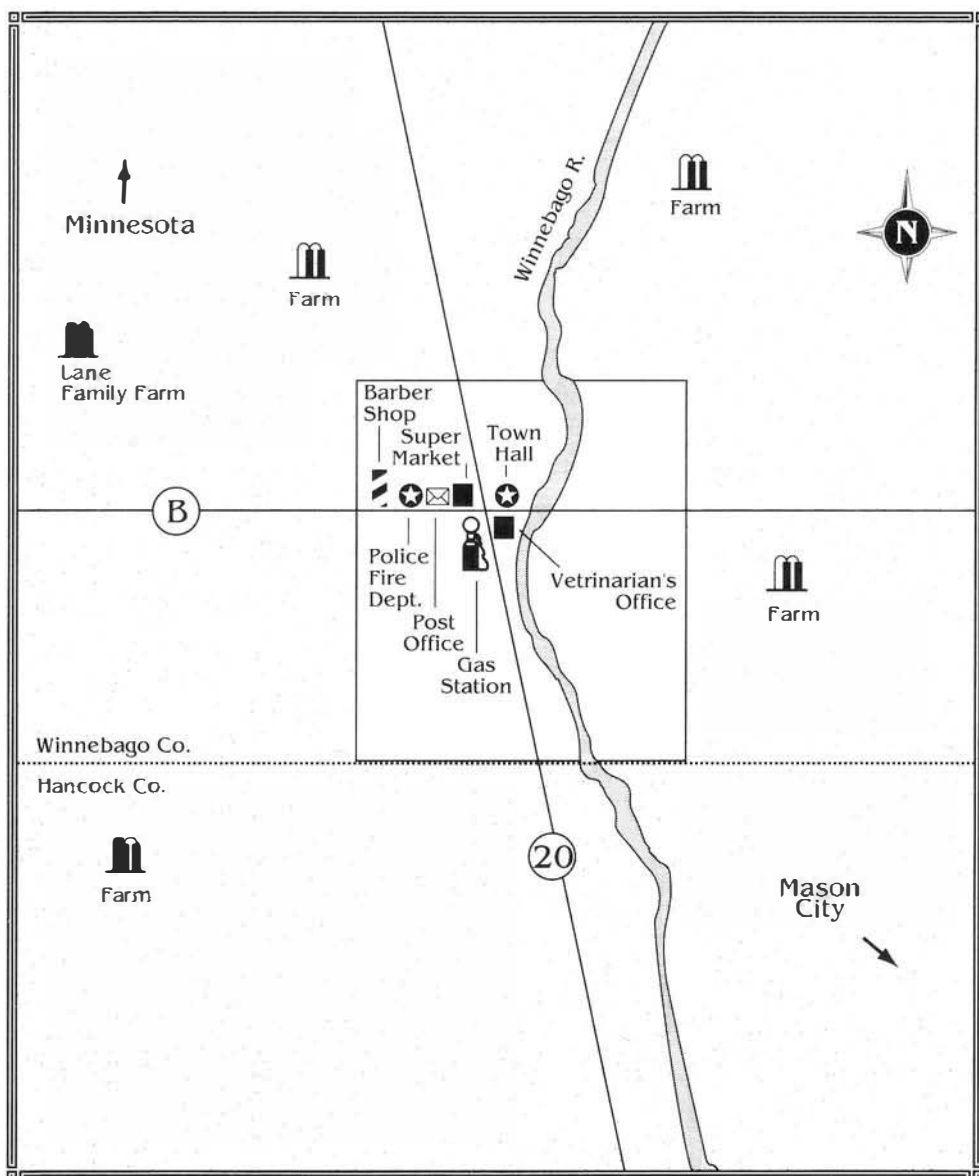 Minnesota
Winnebago R.
Farm
N
Farm
Lane
Family Farm
Barber
Shop
Super
Market
Town
Hall
B
Police
Fire
Dept.
Post
Office
Gas
Station
Vetrinarian's
Office
Farm
Winnebago Co.
Hancock Co.
20
Farm
Mason
City